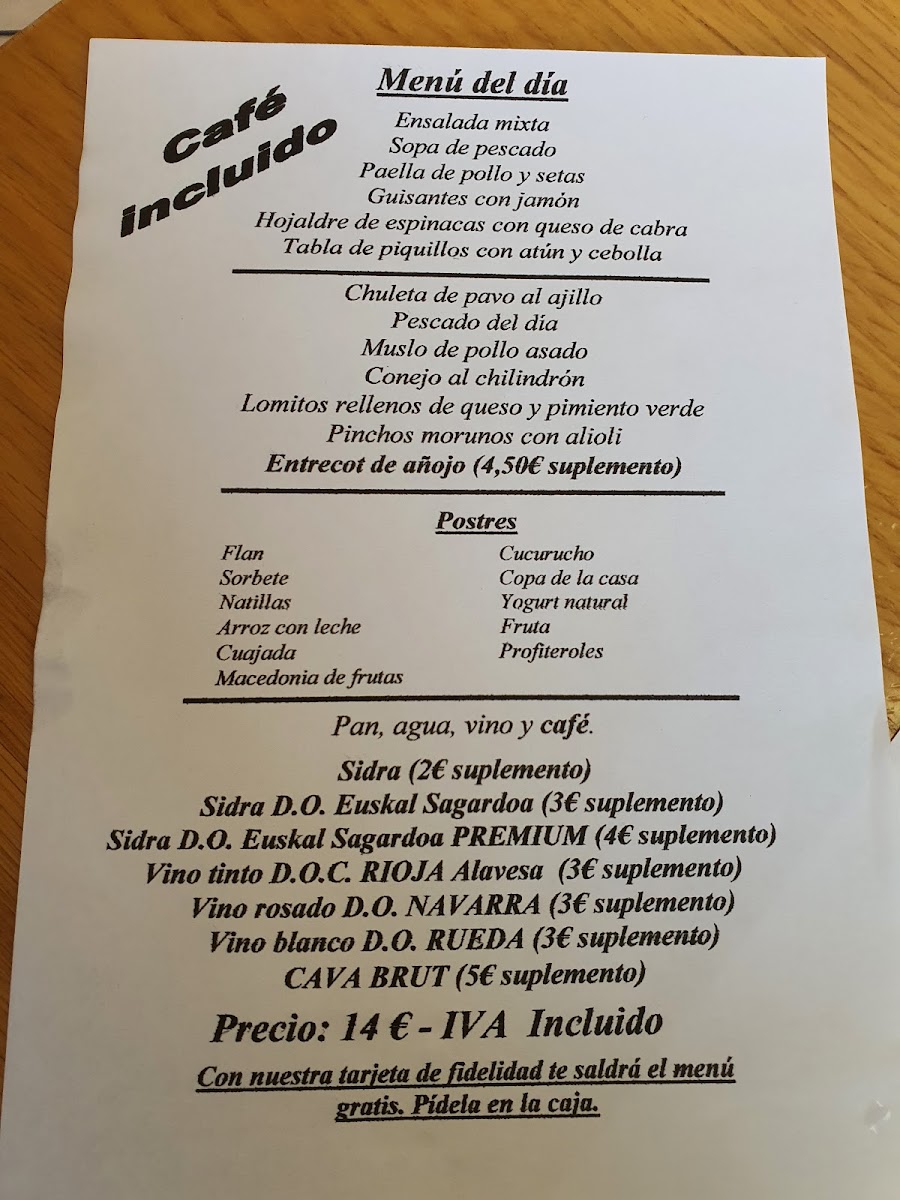 Café
incluido
Menú del día
Ensalada mixta
Sopa de pescado
Paella de pollo y setas
Guisantes con jamón
Hojaldre de espinacas con queso de cabra
Tabla de piquillos con atún y cebolla
Chuleta de pavo al ajillo
Pescado del día
Muslo de pollo asado
Conejo al chilindrón
Lomitos rellenos de queso y pimiento verde
Pinchos morunos con alioli
Entrecot de añojo (4,50€ suplemento)
Postres
Flan
Sorbete
Natillas
Arroz con leche
Cuajada
Macedonia de frutas
Cucurucho
Copa de la casa
Yogurt natural
Fruta
Profiteroles
Pan, agua, vino y café.
Sidra (2€ suplemento)
Sidra D.O. Euskal Sagardoa (3€ suplemento)
Sidra D.O. Euskal Sagardoa PREMIUM (4€ suplemento)
Vino tinto D.O.C. RIOJA Alavesa (3€ suplemento)
Vino rosado D.O. NAVARRA (3€ suplemento)
Vino blanco D.O. RUEDA (3€ suplemento)
CAVA BRUT (5€ suplemento)
Precio: 14 € - IVA Incluido
Con nuestra tarjeta de fidelidad te saldrá el menú
gratis. Pídela en la caja.